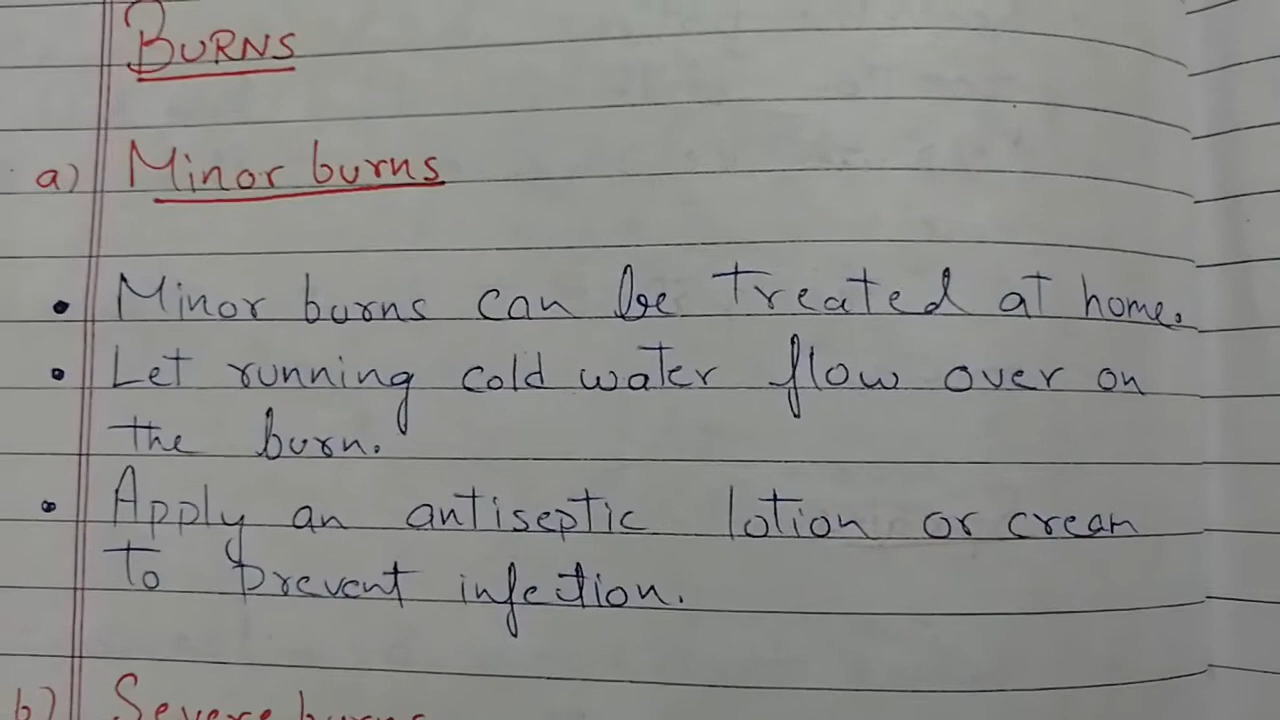 BURNS
a) Minor burns
• Minor burns can be treated at home.
• Let running cold water flow over on
the burn.
• Apply an antiseptic lotion or cream
to prevent infection.
b) Severe burns